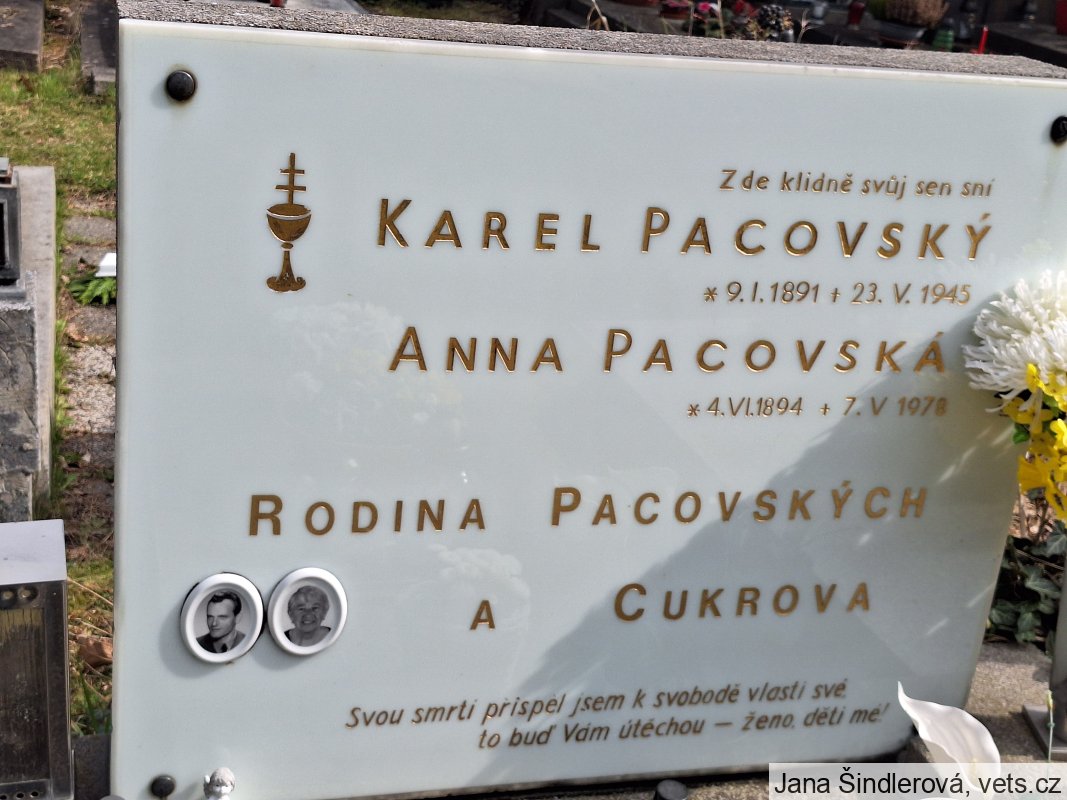 Zde klidně svůj sen sní
KAREL PACOVSKÝ
* 9. I. 1891 + 23. V. 1945
ANNA PACOVSKÁ
* 4. VI. 1894 + 7. V 1978
RODINA PACOVSKÝCH
A CUKROVA
Svou smrtí přispěl jsem k svobodě vlasti své,
to buď Vám útěchou — ženo, děti mé!
Jana Šindlerová, vets.cz